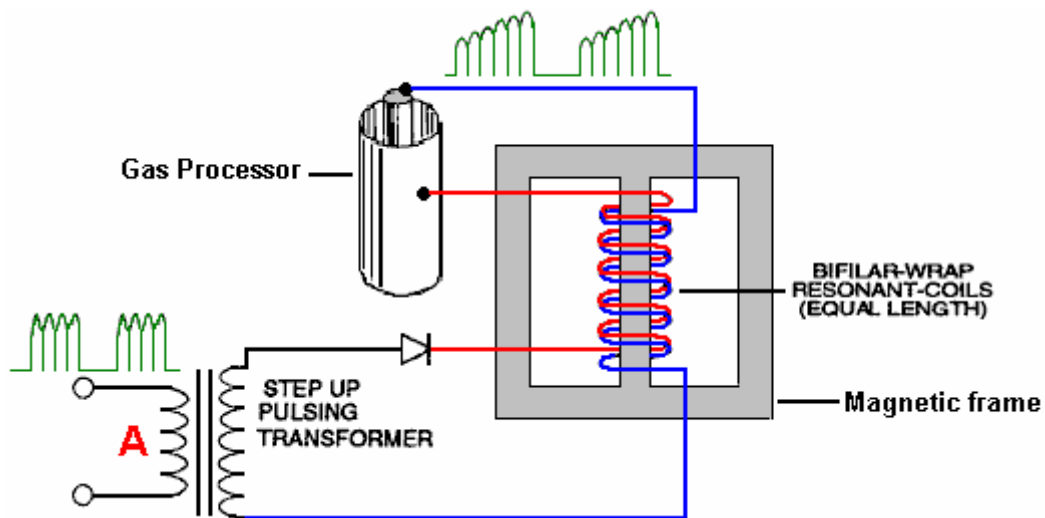 Gas Processor
BIFILAR-WRAP
RESONANT-COILS
(EQUAL LENGTH)
STEP UP
PULSING
TRANSFORMER
Magnetic frame
A